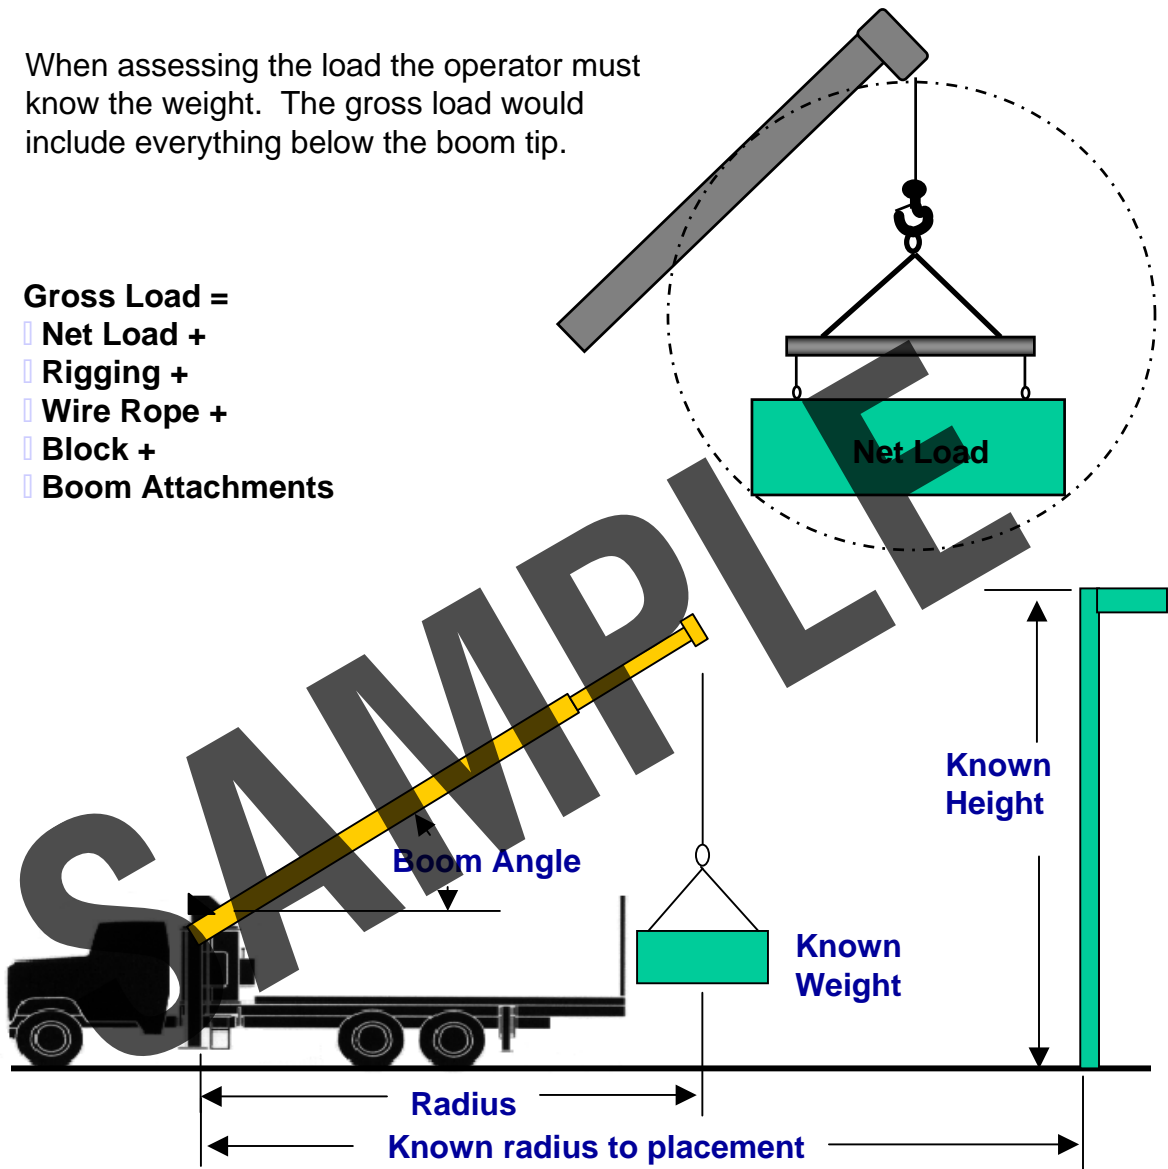 When assessing the load the operator must
know the weight.  The gross load would
include everything below the boom tip.
Gross Load =
Net Load +
Rigging +
Wire Rope +
Block +
Boom Attachments
Net Load
SAMPLE
Known
Height
Boom Angle
Known
Weight
Radius
Known radius to placement